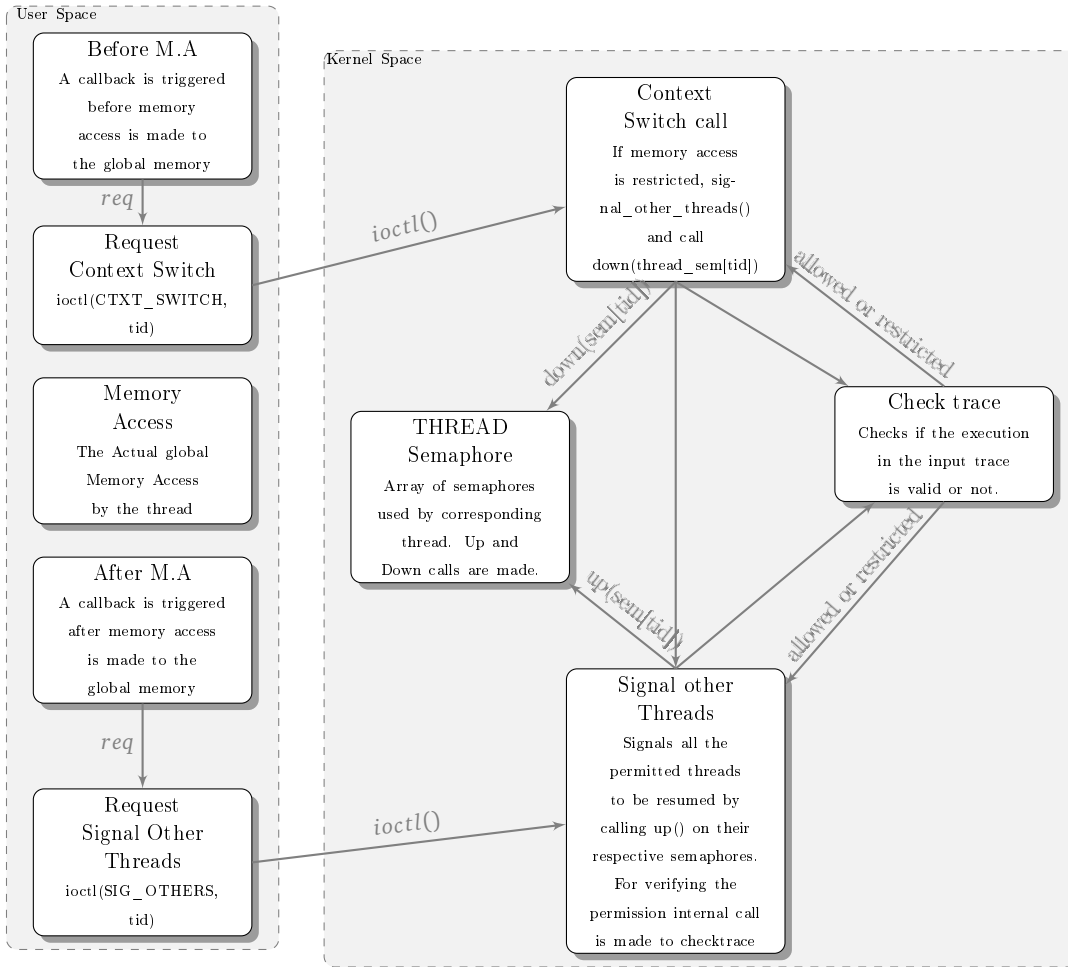 User Space
Before M.A
A callback is triggered
before memory
access is made to
the global memory
req
Request
Context Switch
ioctl(CTXT_SWITCH,
tid)
Memory
Access
The Actual global
Memory Access
by the thread
After M.A
A callback is triggered
after memory access
is made to the
global memory
req
Request
Signal Other
Threads
ioctl(SIG_OTHERS,
tid)
ioctl()
ioctl()
Kernel Space
Context
Switch call
If memory access
is restricted, sig-
nal_other_threads()
and call
down(thread_sem[tid])
down(sem[tid])
allowed or restricted
THREAD
Semaphore
Array of semaphores
used by corresponding
thread. Up and
Down calls are made.
Check trace
Checks if the execution
in the input trace
is valid or not.
up(sem[tid])
allowed or restricted
Signal other
Threads
Signals all the
permitted threads
to be resumed by
calling up() on their
respective semaphores.
For verifying the
permission internal call
is made to checktrace